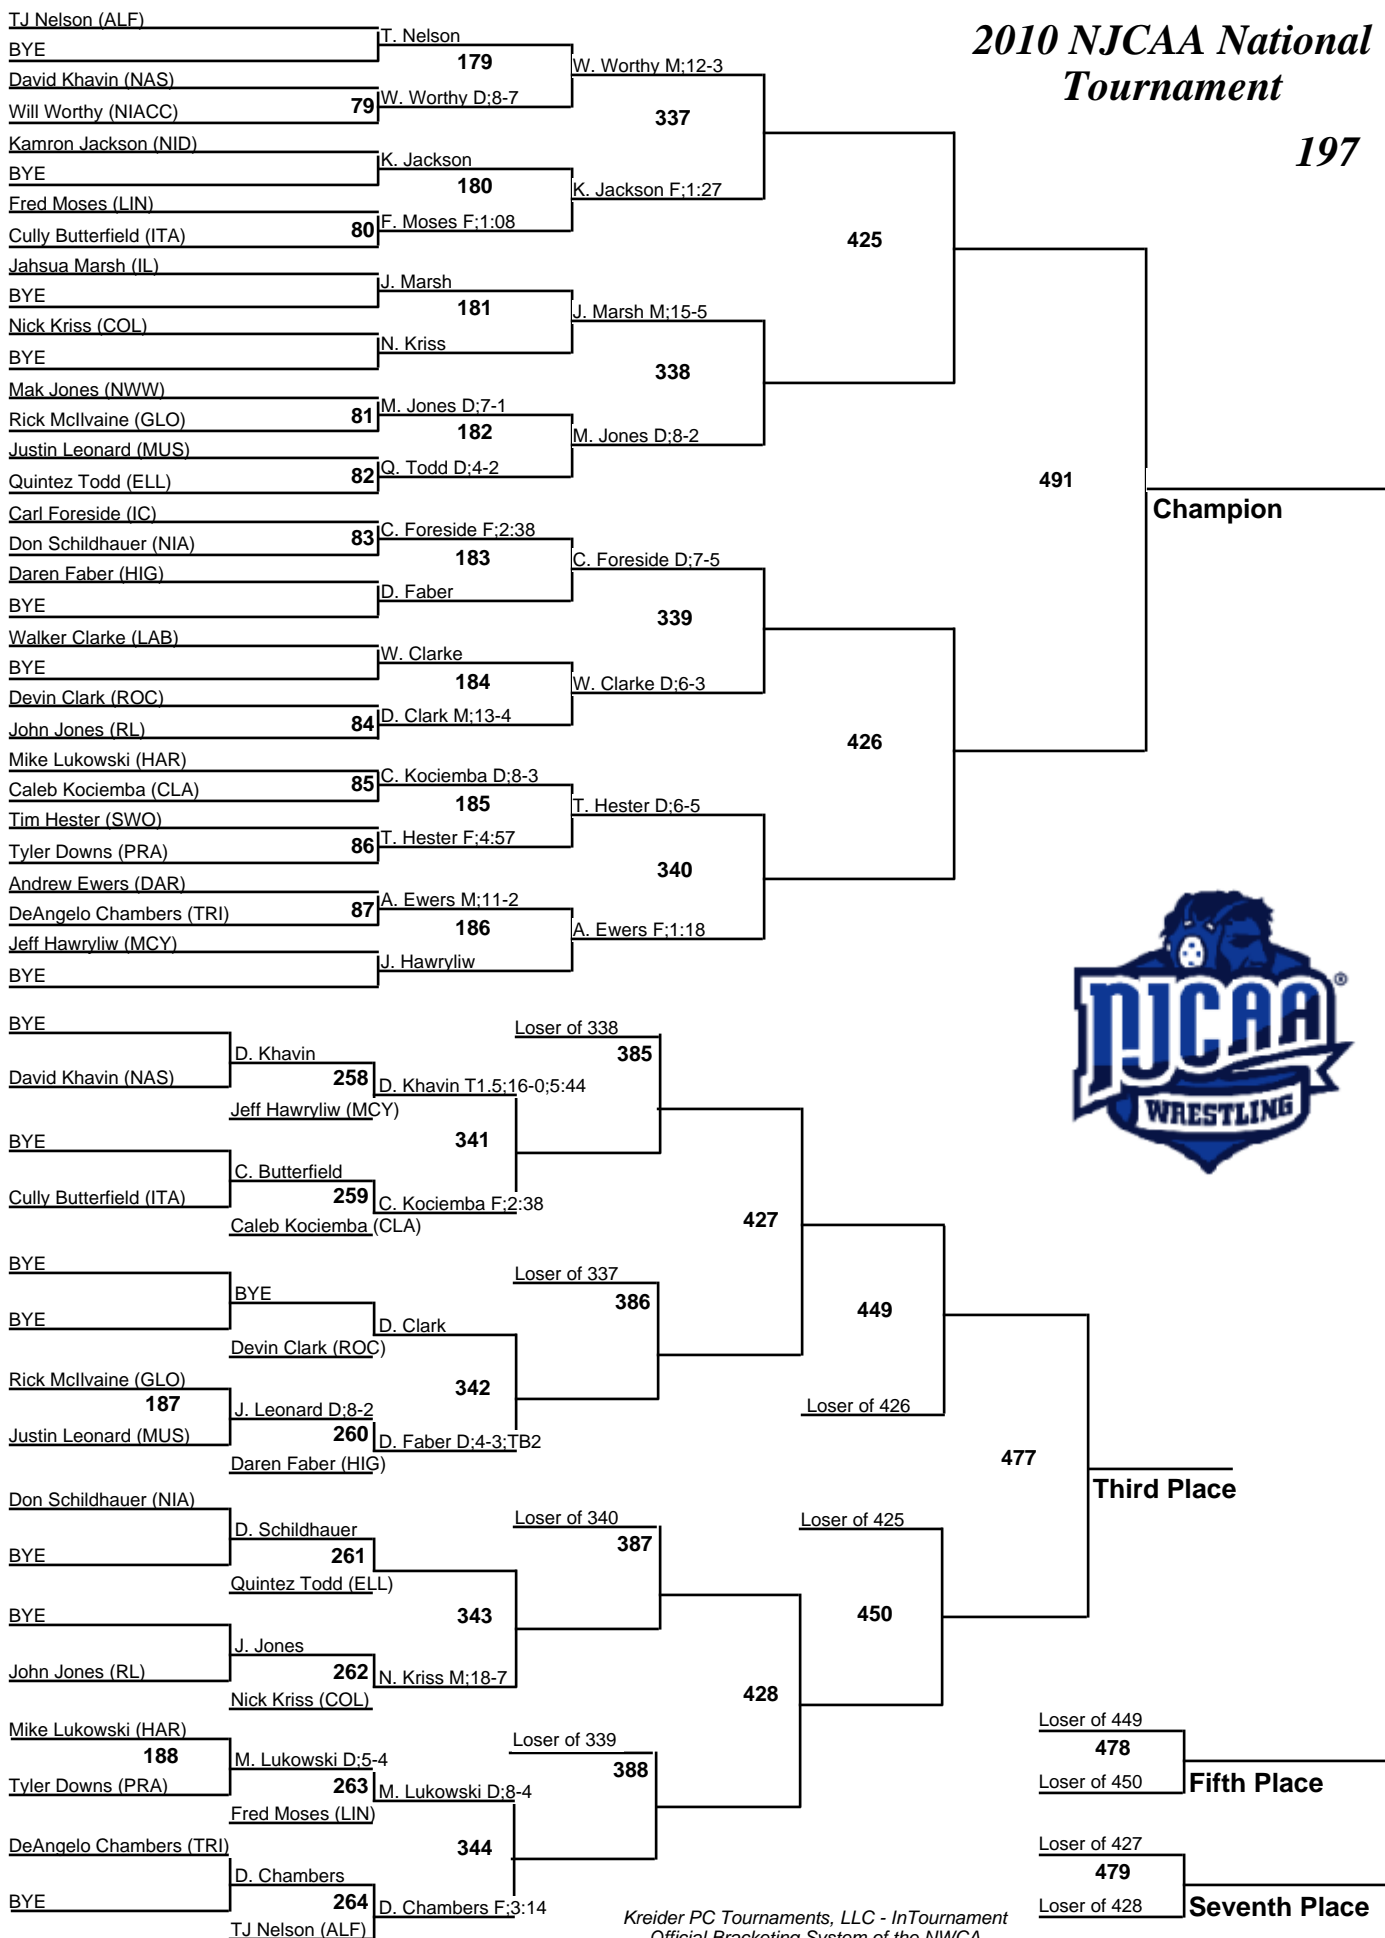 2010 NJCAA National
Tournament
197
TJ Nelson (ALF)
BYE
David Khavin (NAS)
Will Worthy (NIACC)
Kamron Jackson (NID)
BYE
Fred Moses (LIN)
Cully Butterfield (ITA)
Jahsua Marsh (IL)
BYE
Nick Kriss (COL)
BYE
Mak Jones (NWW)
Rick McIlvaine (GLO)
Justin Leonard (MUS)
Quintez Todd (ELL)
Carl Foreside (IC)
Don Schildhauer (NIA)
Daren Faber (HIG)
BYE
Walker Clarke (LAB)
BYE
Devin Clark (ROC)
John Jones (RL)
Mike Lukowski (HAR)
Caleb Kociemba (CLA)
Tim Hester (SWO)
Tyler Downs (PRA)
Andrew Ewers (DAR)
DeAngelo Chambers (TRI)
Jeff Hawryliw (MCY)
BYE
79
80
81
82
83
84
85
86
87
T. Nelson
179
W. Worthy D;8-7
K. Jackson
180
F. Moses F;1:08
J. Marsh
181
N. Kriss
M. Jones D;7-1
182
Q. Todd D;4-2
C. Foreside F;2:38
183
D. Faber
W. Clarke
184
D. Clark M;13-4
C. Kociemba D;8-3
185
T. Hester F;4:57
A. Ewers M;11-2
186
J. Hawryliw
W. Worthy M;12-3
337
K. Jackson F;1:27
J. Marsh M;15-5
338
M. Jones D;8-2
C. Foreside D;7-5
339
W. Clarke D;6-3
T. Hester D;6-5
340
A. Ewers F;1:18
425
426
491
Champion
NJCAA
®
WRESTLING
BYE
David Khavin (NAS)
BYE
Cully Butterfield (ITA)
BYE
BYE
Rick McIlvaine (GLO)
187
Justin Leonard (MUS)
Don Schildhauer (NIA)
BYE
BYE
John Jones (RL)
Mike Lukowski (HAR)
188
Tyler Downs (PRA)
DeAngelo Chambers (TRI)
BYE
D. Khavin
258
Jeff Hawryliw (MCY)
C. Butterfield
259
Caleb Kociemba (CLA)
BYE
Devin Clark (ROC)
J. Leonard D;8-2
260
Daren Faber (HIG)
D. Schildhauer
261
Quintez Todd (ELL)
J. Jones
262
Nick Kriss (COL)
M. Lukowski D;5-4
263
Fred Moses (LIN)
D. Chambers
264
TJ Nelson (ALF)
D. Khavin T1.5;16-0;5:44
341
C. Kociemba F;2:38
D. Clark
342
D. Faber D;4-3;TB2
343
N. Kriss M;18-7
M. Lukowski D;8-4
344
D. Chambers F;3:14
Loser of 338
385
Loser of 337
386
Loser of 340
387
Loser of 339
388
427
428
449
Loser of 426
Loser of 425
450
477
Third Place
Loser of 449
478
Loser of 450
Fifth Place
Loser of 427
479
Loser of 428
Seventh Place
Kreider PC Tournaments, LLC - InTournament
Official Bracketing System of the NWCA